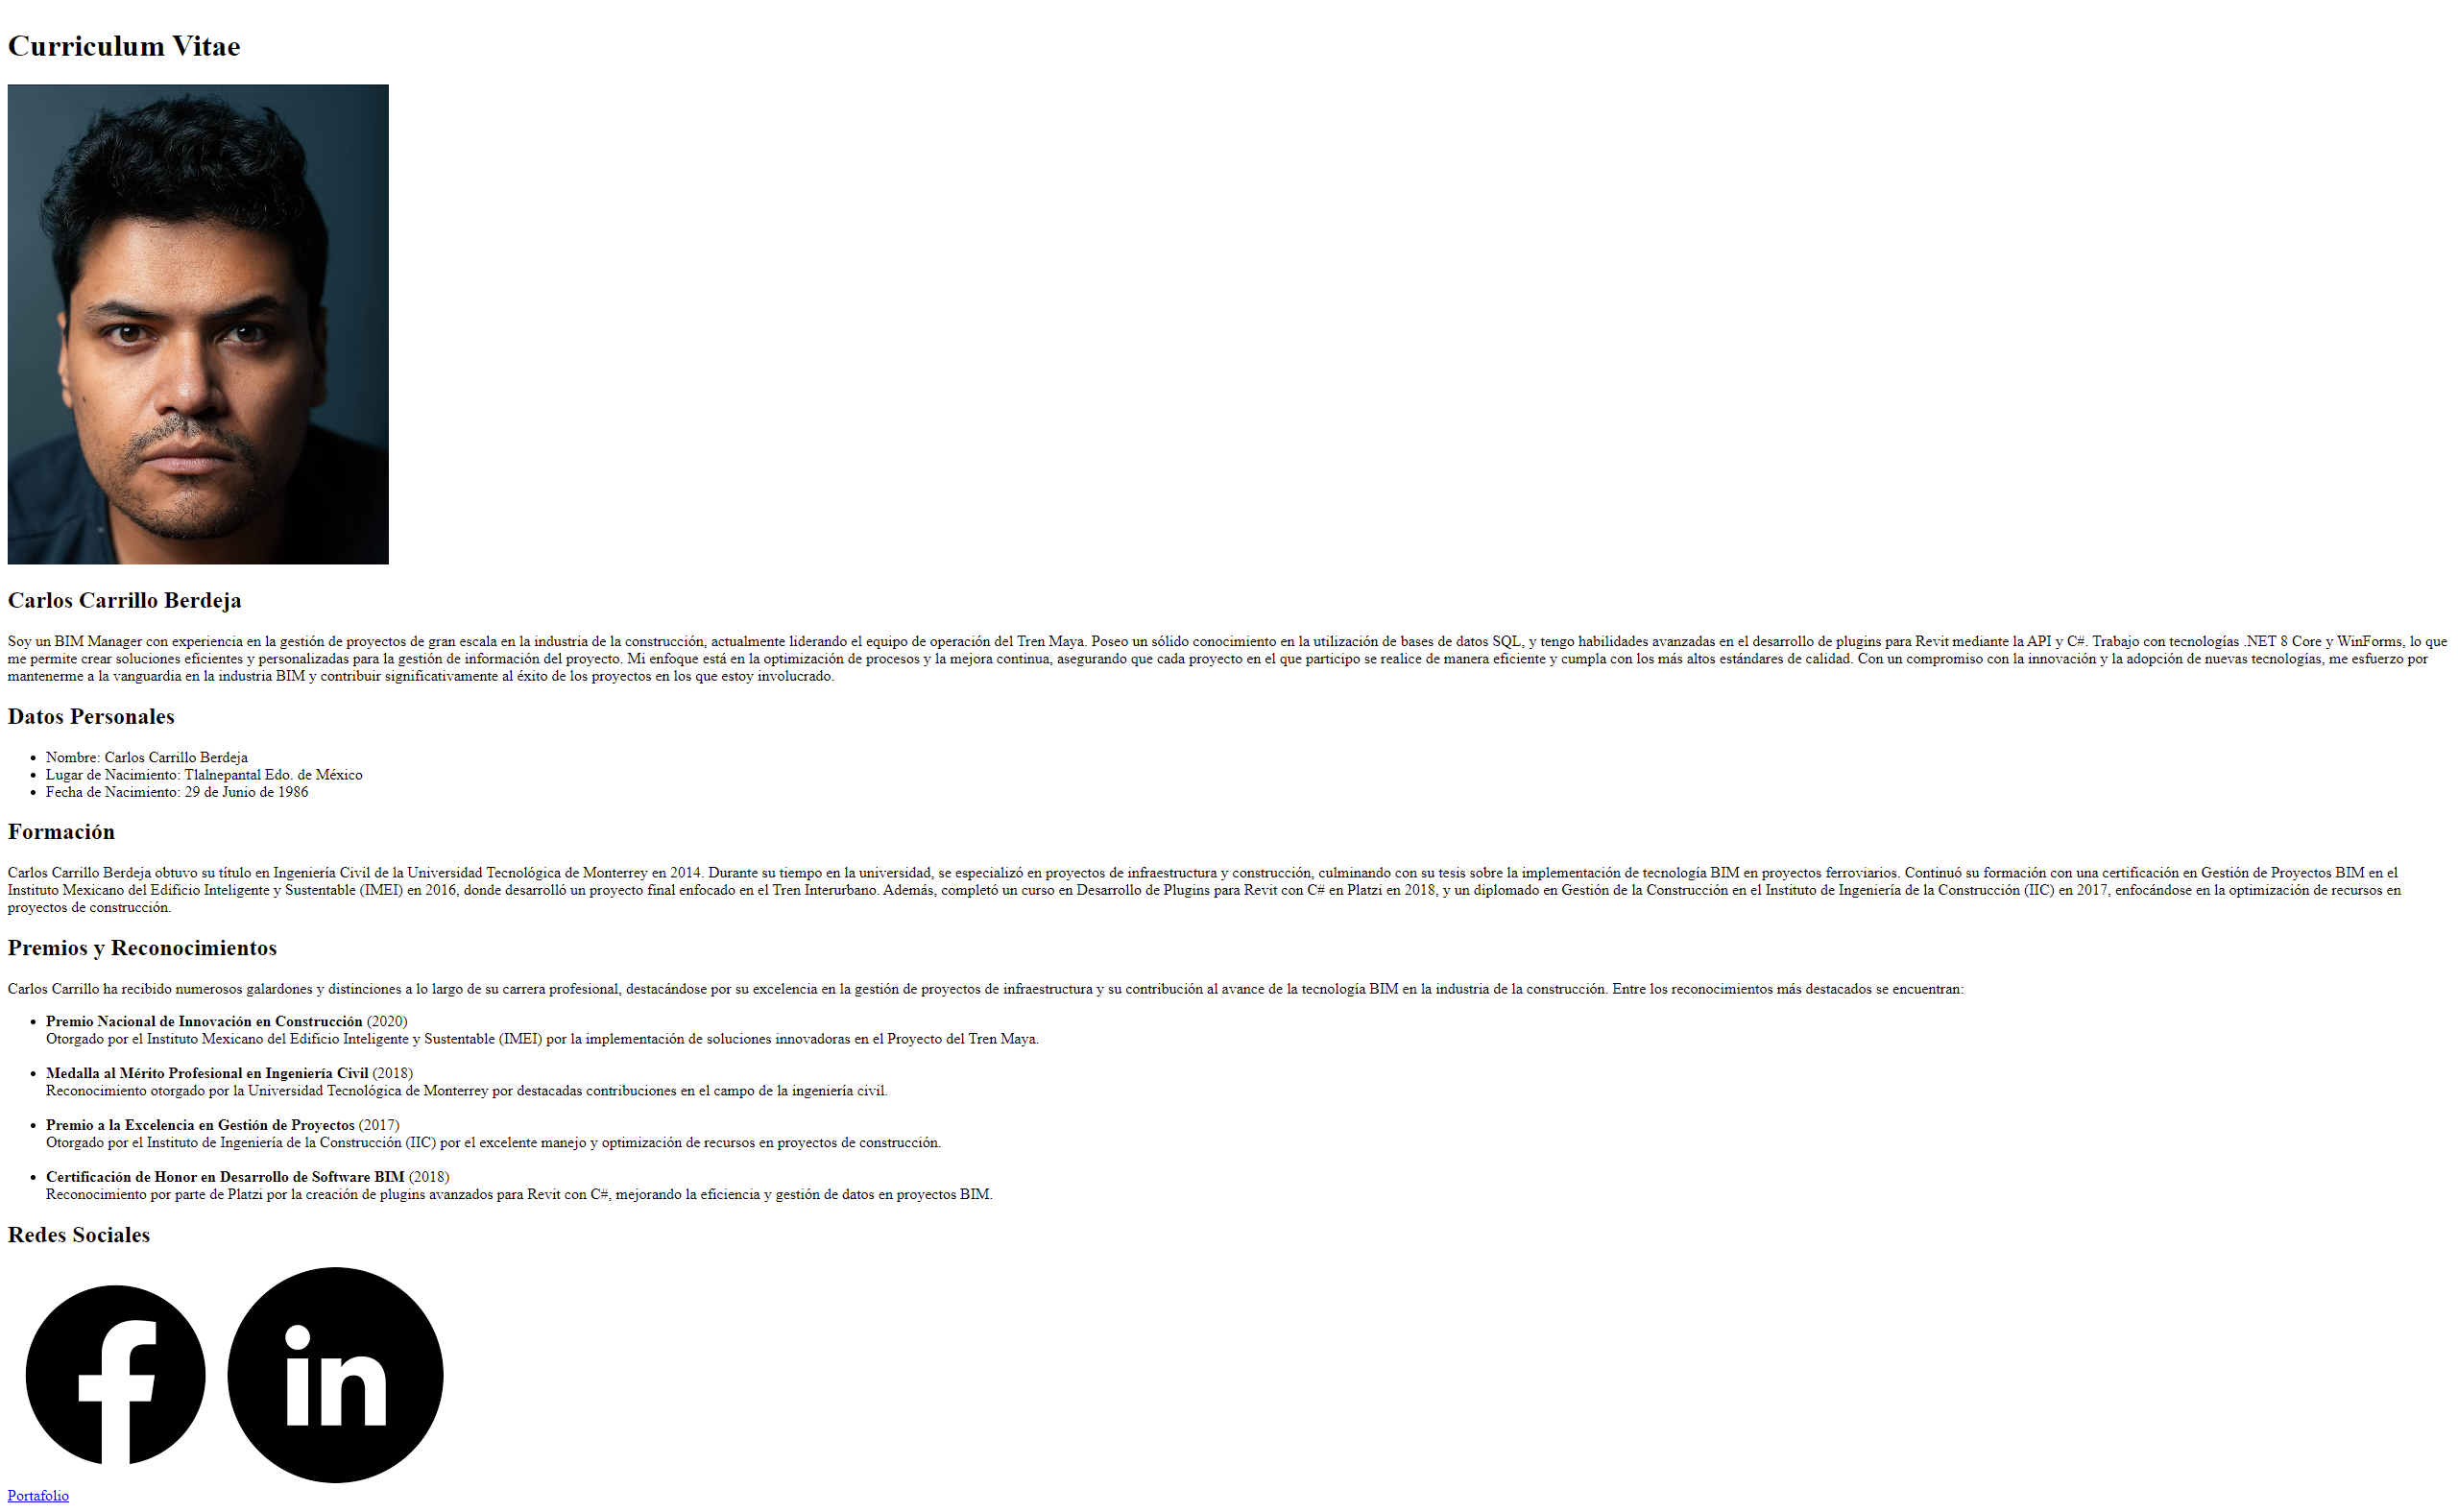 Curriculum Vitae
Carlos Carrillo Berdeja
Soy un BIM Manager con experiencia en la gestión de proyectos de gran escala en la industria de la construcción, actualmente liderando el equipo de operación del Tren Maya. Poseo un sólido conocimiento en la utilización de bases de datos SQL, y tengo habilidades avanzadas en el desarrollo de plugins para Revit mediante la API y C#. Trabajo con tecnologías .NET 8 Core y WinForms, lo que
me permite crear soluciones eficientes y personalizadas para la gestión de información del proyecto. Mi enfoque está en la optimización de procesos y la mejora continua, asegurando que cada proyecto en el que participo se realice de manera eficiente y cumpla con los más altos estándares de calidad. Con un compromiso con la innovación y la adopción de nuevas tecnologías, me esfuerzo por
mantenerme a la vanguardia en la industria BIM y contribuir significativamente al éxito de los proyectos en los que estoy involucrado.
Datos Personales
• Nombre: Carlos Carrillo Berdeja
• Lugar de Nacimiento: Tlalnepantal Edo. de México
• Fecha de Nacimiento: 29 de Junio de 1986
Formación
Carlos Carrillo Berdeja obtuvo su título en Ingeniería Civil de la Universidad Tecnológica de Monterrey en 2014. Durante su tiempo en la universidad, se especializó en proyectos de infraestructura y construcción, culminando con su tesis sobre la implementación de tecnología BIM en proyectos ferroviarios. Continuó su formación con una certificación en Gestión de Proyectos BIM en el
Instituto Mexicano del Edificio Inteligente y Sustentable (IMEI) en 2016, donde desarrolló un proyecto final enfocado en el Tren Interurbano. Además, completó un curso en Desarrollo de Plugins para Revit con C# en Platzi en 2018, y un diplomado en Gestión de la Construcción en el Instituto de Ingeniería de la Construcción (IIC) en 2017, enfocándose en la optimización de recursos en
proyectos de construcción.
Premios y Reconocimientos
Carlos Carrillo ha recibido numerosos galardones y distinciones a lo largo de su carrera profesional, destacándose por su excelencia en la gestión de proyectos de infraestructura y su contribución al avance de la tecnología BIM en la industria de la construcción. Entre los reconocimientos más destacados se encuentran:
• Premio Nacional de Innovación en Construcción (2020)
Otorgado por el Instituto Mexicano del Edificio Inteligente y Sustentable (IMEI) por la implementación de soluciones innovadoras en el Proyecto del Tren Maya.
• Medalla al Mérito Profesional en Ingeniería Civil (2018)
Reconocimiento otorgado por la Universidad Tecnológica de Monterrey por destacadas contribuciones en el campo de la ingeniería civil.
• Premio a la Excelencia en Gestión de Proyectos (2017)
Otorgado por el Instituto de Ingeniería de la Construcción (IIC) por el excelente manejo y optimización de recursos en proyectos de construcción.
• Certificación de Honor en Desarrollo de Software BIM (2018)
Reconocimiento por parte de Platzi por la creación de plugins avanzados para Revit con C#, mejorando la eficiencia y gestión de datos en proyectos BIM.
Redes Sociales
f in
Portafolio